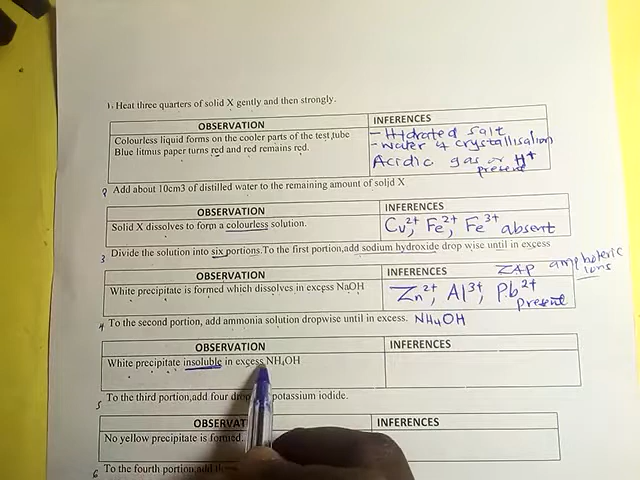 1. Heat three quarters of solid X gently and then strongly.
OBSERVATION INFERENCES
Colourless liquid forms on the cooler parts of the test tube - Hydrated salt
Blue litmus paper turns red and red remains red. - Water of crystallisation
Acidic gas or H+
present
2 Add about 10cm3 of distilled water to the remaining amount of solid X
OBSERVATION INFERENCES
Solid X dissolves to form a colourless solution. Cu2+, Fe2+, Fe3+ absent
3 Divide the solution into six portions.To the first portion,add sodium hydroxide drop wise until in excess
OBSERVATION INFERENCES ZAP amphoteric ions
White precipitate is formed which dissolves in excess NaOH Zn2+, Al3+, Pb2+
present
4 To the second portion, add ammonia solution dropwise until in excess. NH4OH
OBSERVATION INFERENCES
White precipitate insoluble in excess NH4OH
5 To the third portion,add four potassium iodide.
INFERENCES
No yellow precipitate is formed.
6 To the fourth portion,add